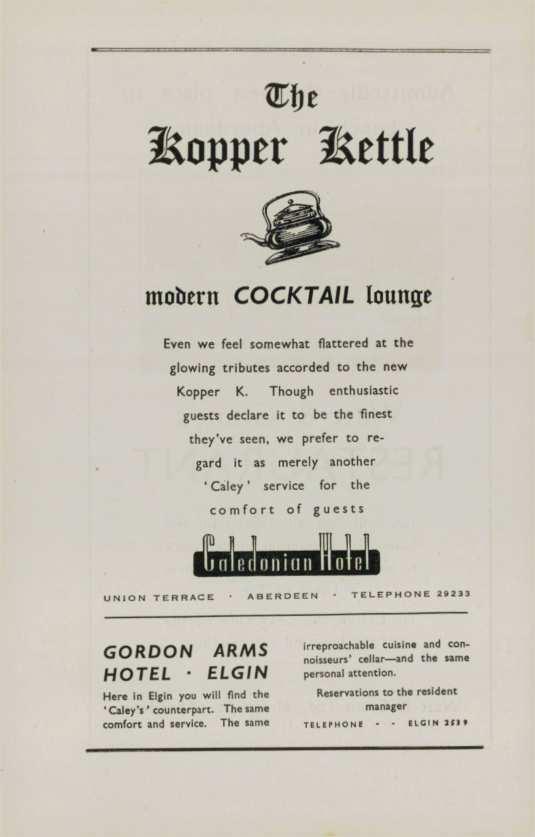 The
Kopper Kettle
modern COCKTAIL lounge
Even we feel somewhat flattered at the
glowing tributes accorded to the new
Kopper K. Though enthusiastic
guests declare it to be the finest
they've seen, we prefer to re-
gard it as merely another
'Caley' service for the
comfort of guests
Caledonian Hotel
UNION TERRACE · ABERDEEN · TELEPHONE 29233
GORDON ARMS
HOTEL · ELGIN
Here in Elgin you will find the
'Caley's' counterpart. The same
comfort and service. The same
irreproachable cuisine and con-
noisseurs' cellar—and the same
personal attention.
Reservations to the resident
manager
TELEPHONE - - ELGIN 2539